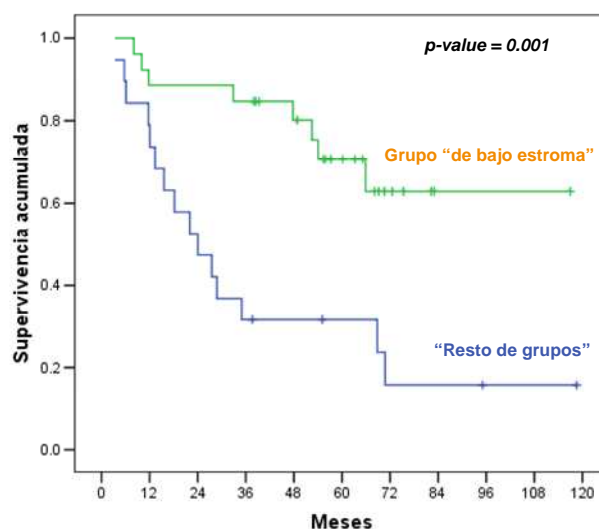 p-value = 0.001
Supervivencia acumulada
1.0
0.8
0.6
0.4
0.2
0.0
Grupo “de bajo estroma”
“Resto de grupos”
0 12 24 36 48 60 72 84 96 108 120
Meses